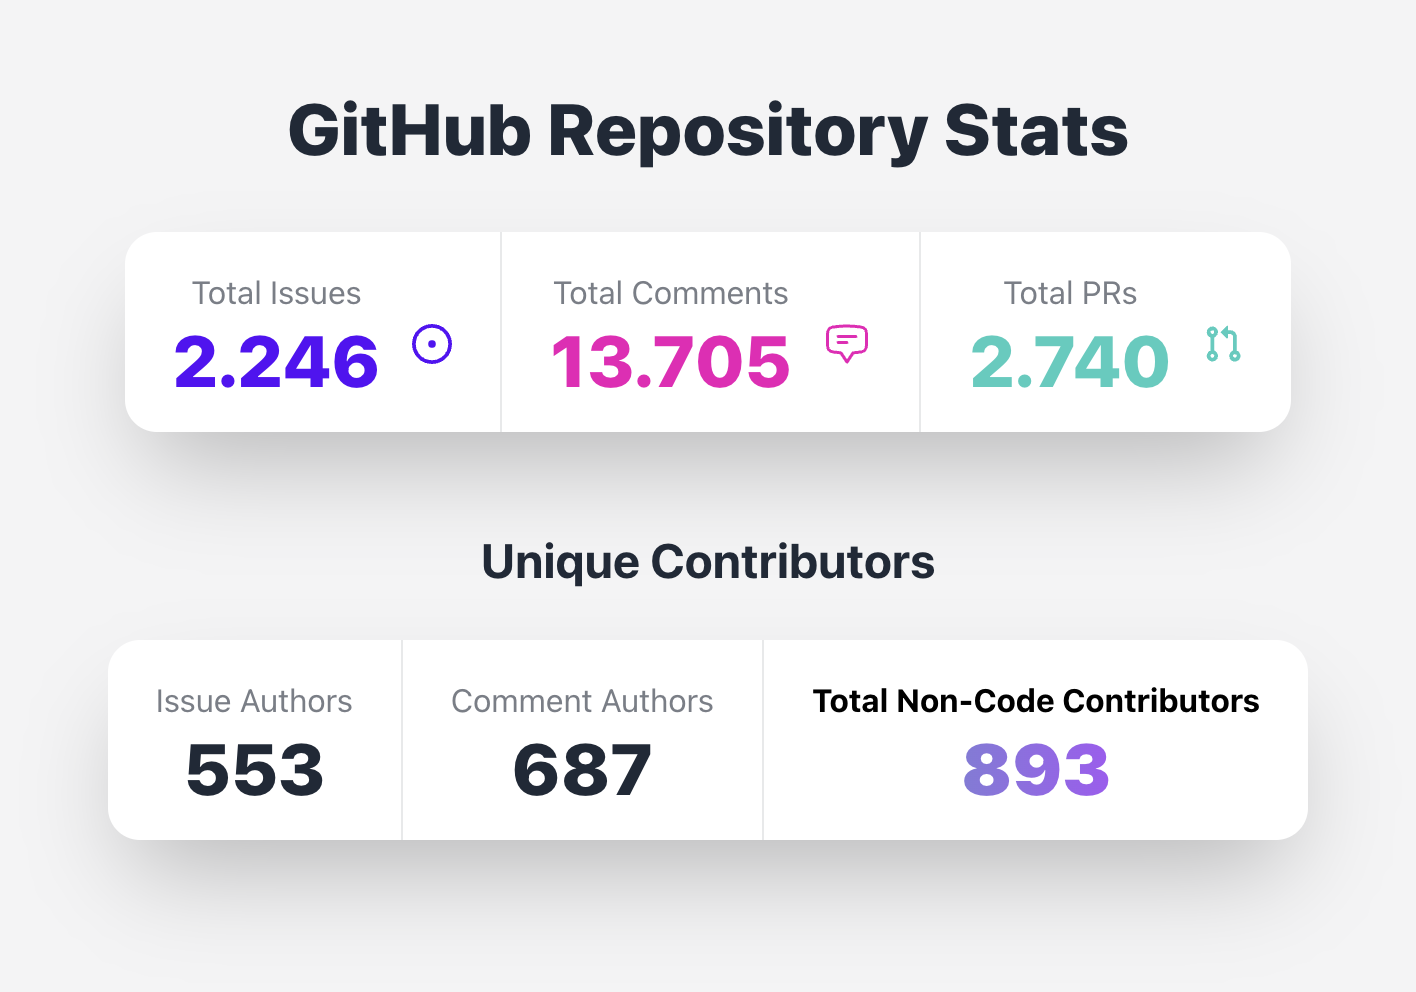 GitHub Repository Stats
Total Issues
2.246
Total Comments
13.705
Total PRs
2.740
Unique Contributors
Issue Authors
553
Comment Authors
687
Total Non-Code Contributors
893